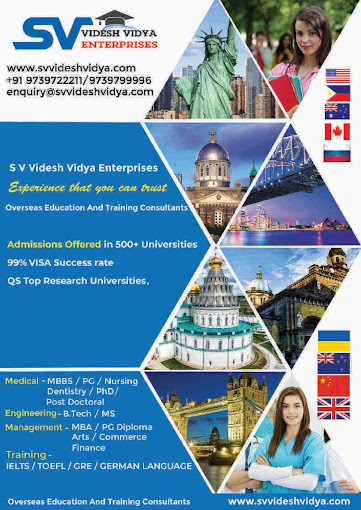 SV VIDESH VIDYA
ENTERPRISES
www.svvideshvidya.com
+91 9739722211/9739799996
enquiry@svvideshvidya.com
S V Videsh Vidya Enterprises
Experience that you can trust
Overseas Education And Training Consultants
Admissions Offered in 500+ Universities
99% VISA Success rate
QS Top Research Universities.
Medical - MBBS / PG / Nursing
Dentistry / PhD/
Post Doctoral
Engineering - B.Tech / MS
Management - MBA / PG Diploma
Arts / Commerce
Finance
Training -
IELTS / TOEFL / GRE / GERMAN LANGUAGE
Overseas Education And Training Consultants
www.svvideshvidya.com